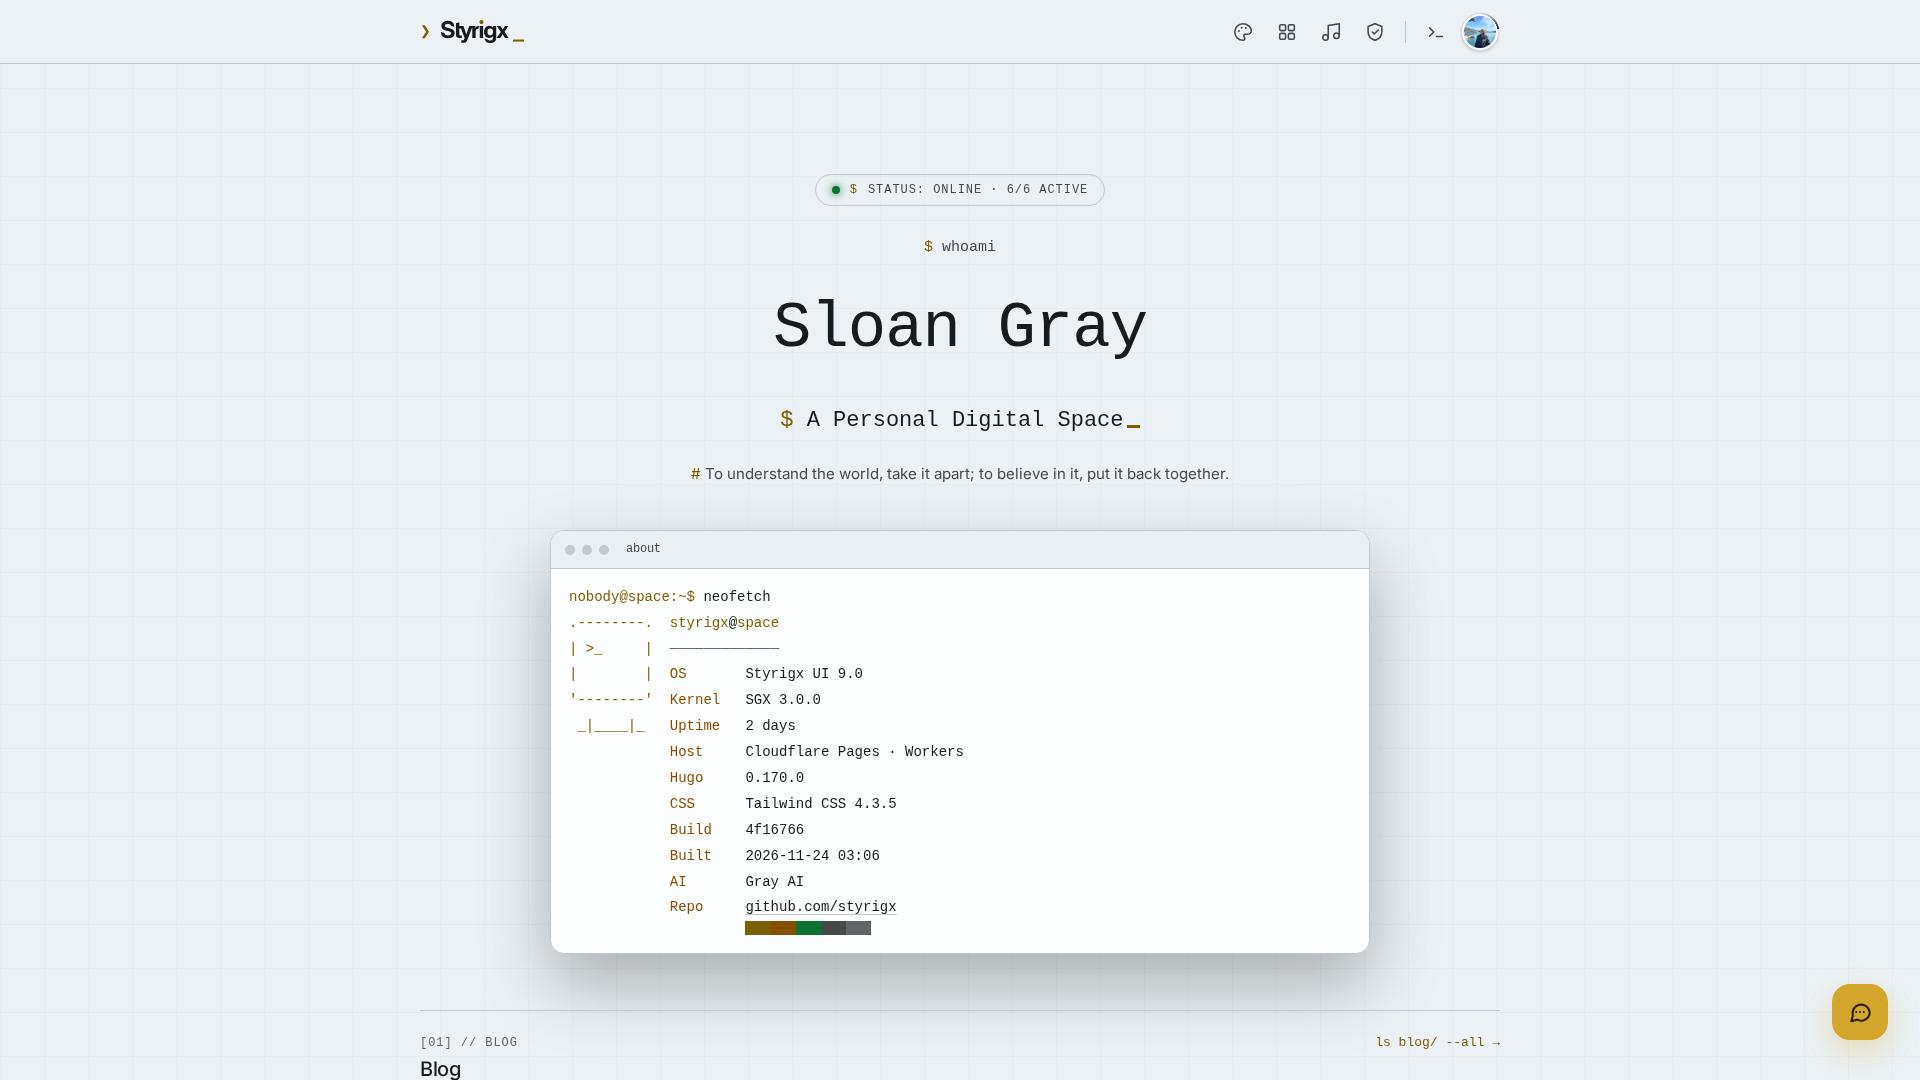 ❯ Styrigx _
$ STATUS: ONLINE · 6/6 ACTIVE
$ whoami
Sloan Gray
$ A Personal Digital Space_
# To understand the world, take it apart; to believe in it, put it back together.
about
nobody@space:~$ neofetch
.--------.  styrigx@space
| >_     |  ─────────────
|        |  OS       Styrigx UI 9.0
'--------'  Kernel   SGX 3.0.0
 _|____|_   Uptime   2 days
Host     Cloudflare Pages · Workers
Hugo     0.170.0
CSS      Tailwind CSS 4.3.5
Build    4f16766
Built    2026-11-24 03:06
AI       Gray AI
Repo     github.com/styrigx
[01] // BLOG
ls blog/ --all →
Blog